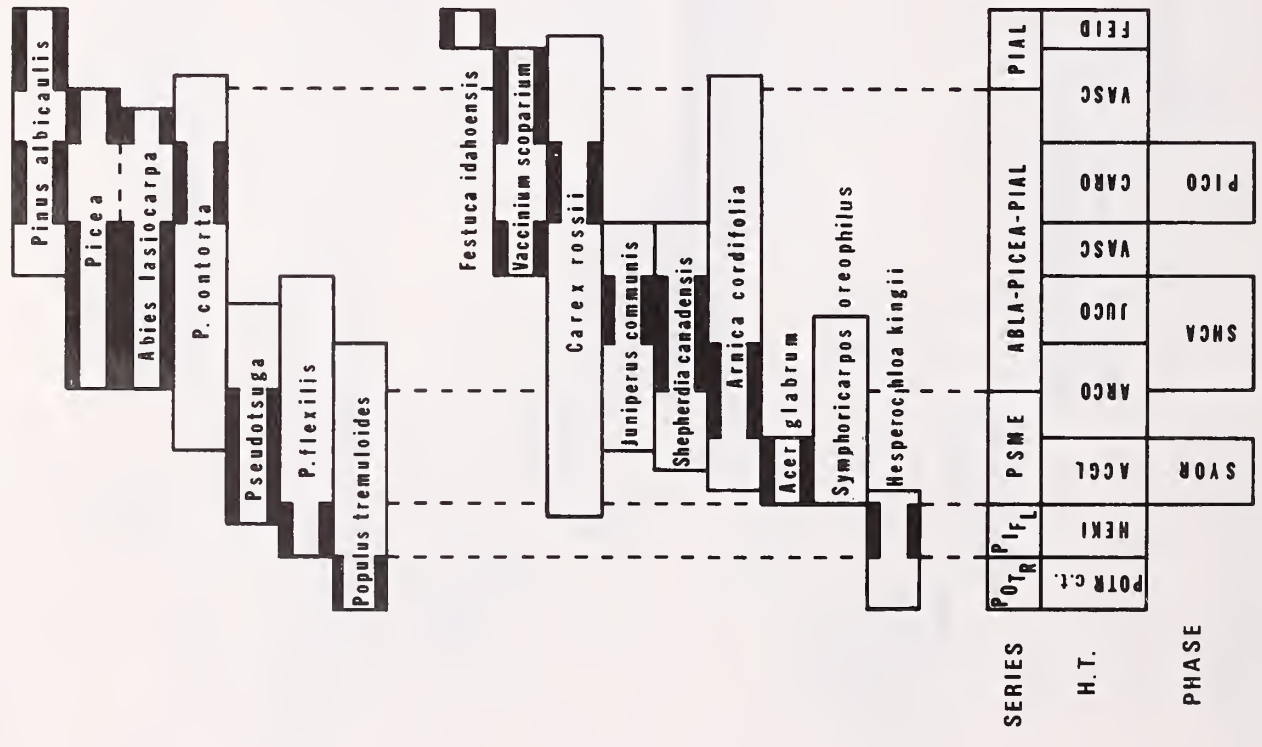 Pinus albicaulis
Picea
Abies lasiocarpa
P. contorta
Pseudotsuga
P. flexilis
Populus tremuloides
Festuca idahoensis
Vaccinium scoparium
Carex rossii
Juniperus communis
Shepherdia canadensis
Arnica cordifolia
Acer glabrum
Symphoricarpos oreophilus
Hesperochloa kingii
SERIES
POTR
PIFL
PSME
ABLA-PICEA-PIAL
PIAL
H.T.
POTR c.t.
HEKI
ACGL
ARCO
JUCO
VASC
CARO
VASC
FEID
PHASE
SYOR
SHCA
PICO